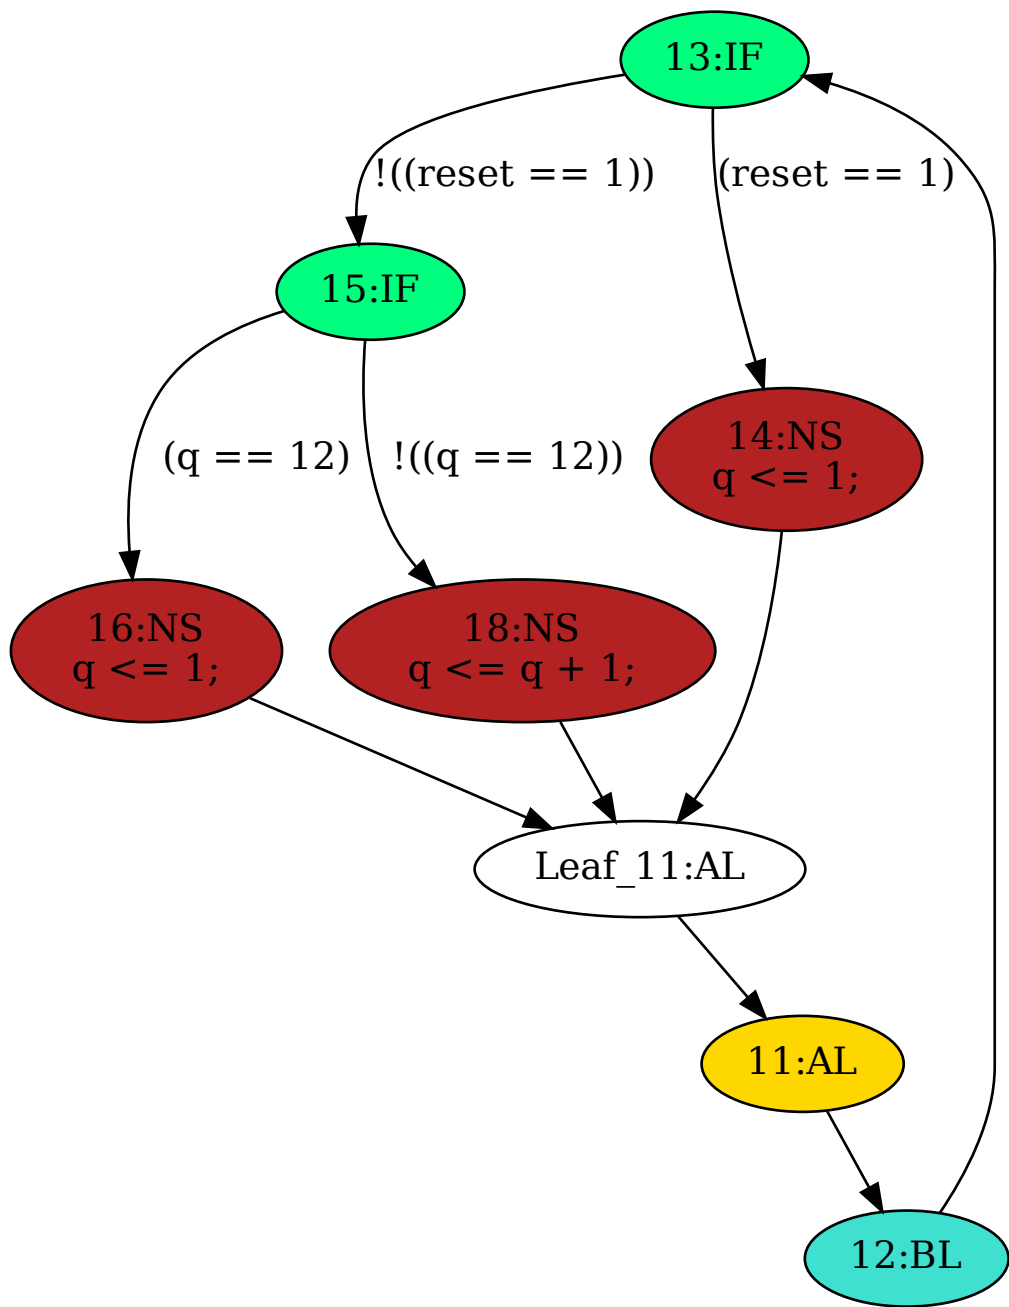 13:IF
!((reset == 1))
(reset == 1)
15:IF
(q == 12)
!((q == 12))
14:NS
q <= 1;
16:NS
q <= 1;
18:NS
q <= q + 1;
Leaf_11:AL
11:AL
12:BL